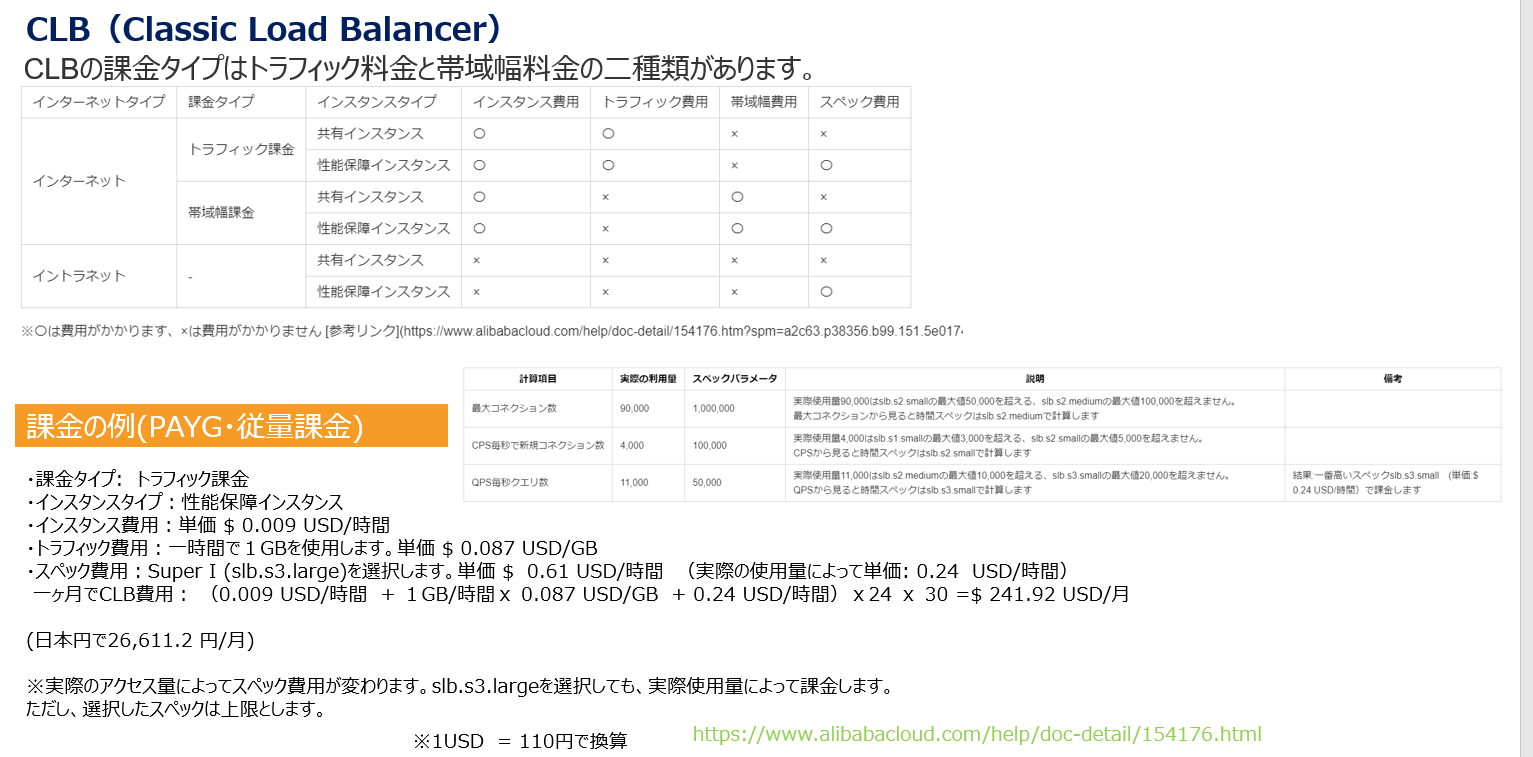 CLB（Classic Load Balancer）
CLBの課金タイプはトラフィック料金と帯域幅料金の二種類があります。
インターネットタイプ 課金タイプ インスタンスタイプ インスタンス費用 トラフィック費用 帯域幅費用 スペック費用
インターネット トラフィック課金 共有インスタンス 〇 〇 × ×
性能保障インスタンス 〇 〇 × 〇
帯域幅課金 共有インスタンス 〇 × 〇 ×
性能保障インスタンス 〇 × 〇 〇
イントラネット - 共有インスタンス × × × ×
性能保障インスタンス × × × 〇
※〇は費用がかかります、×は費用がかかりません [参考リンク](https://www.alibabacloud.com/help/doc-detail/154176.htm?spm=a2c63.p38356.b99.151.5e0174
計算項目 実際の利用量 スペックパラメータ 説明 備考
最大コネクション数 90,000 1,000,000 実際使用量90,000はslb.s2.smallの最大値50,000を超える、slb.s2.mediumの最大値100,000を超えません。
最大コネクションから見ると時間スペックはslb.s2.mediumで計算します
CPS毎秒で新規コネクション数 4,000 100,000 実際使用量4,000はslb.s1.smallの最大値3,000を超える、slb.s2.smallの最大値5,000を超えません。
CPSから見ると時間スペックはslb.s2.smallで計算します
QPS毎秒クエリ数 11,000 50,000 実際使用量11,000はslb.s2.mediumの最大値10,000を超える、slb.s3.smallの最大値20,000を超えません。
QPSから見ると時間スペックはslb.s3.smallで計算します
結果:一番高いスペックslb.s3.small （単価:$
0.24 USD/時間）で課金します
課金の例(PAYG・従量課金)
・課金タイプ： トラフィック課金
・インスタンスタイプ：性能保障インスタンス
・インスタンス費用：単価 $ 0.009 USD/時間
・トラフィック費用：一時間で１GBを使用します。単価 $ 0.087 USD/GB
・スペック費用：Super I (slb.s3.large)を選択します。単価 $ 0.61 USD/時間 （実際の使用量によって単価: 0.24 USD/時間）
一ヶ月でCLB費用： （0.009 USD/時間 + １GB/時間 x 0.087 USD/GB + 0.24 USD/時間）x 24 x 30 =$ 241.92 USD/月
(日本円で26,611.2 円/月)
※実際のアクセス量によってスペック費用が変わります。slb.s3.largeを選択しても、実際使用量によって課金します。
ただし、選択したスペックは上限とします。
※1USD = 110円で換算
https://www.alibabacloud.com/help/doc-detail/154176.html